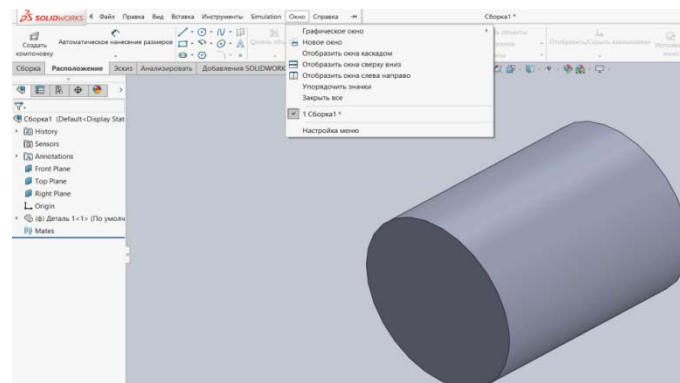 SOLIDWORKS Файл Правка Вид Вставка Инструменты Simulation Окно Справка Сборка1 *
Создать компоновку
Автоматическое нанесение размеров
Отобразить/Скрыть взаимосвязи
Сборка Расположение Эскиз Анализировать Добавления SOLIDWORK
Графическое окно
Новое окно
Отобразить окна каскадом
Отобразить окна сверху вниз
Отобразить окна слева направо
Упорядочить значки
Закрыть все
1 Сборка1 *
Настройка меню
Сборка1 (Default<Display Stat
History
Sensors
Annotations
Front Plane
Top Plane
Right Plane
Origin
(ф) Деталь 1<1> (По умолч
Mates